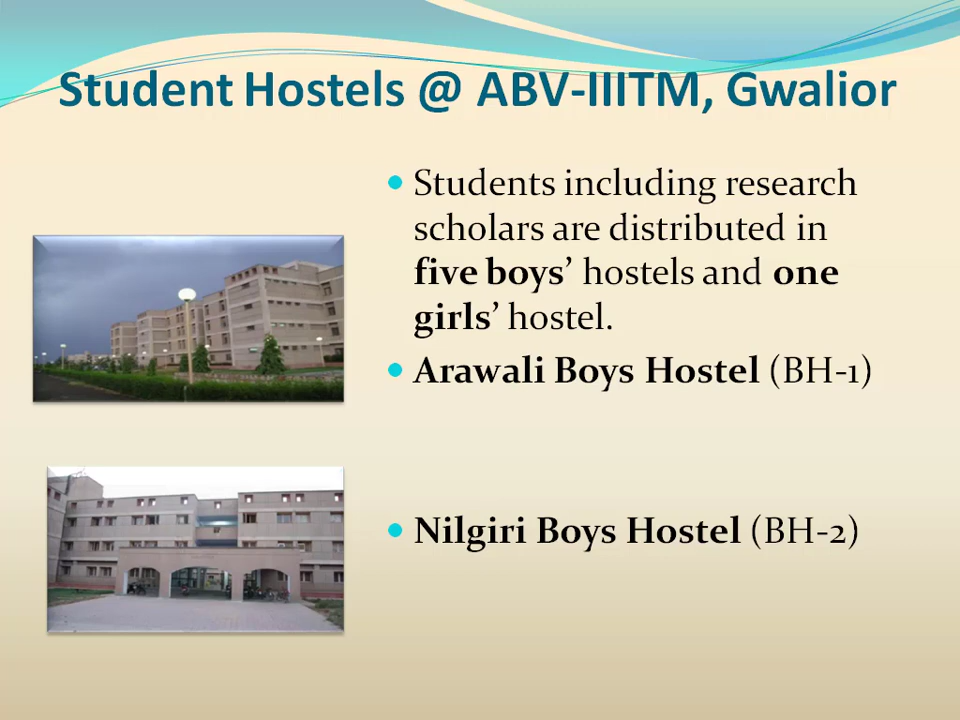 Student Hostels @ ABV-IIITM, Gwalior
Students including research
scholars are distributed in
five boys’ hostels and one
girls’ hostel.
Arawali Boys Hostel (BH-1)
Nilgiri Boys Hostel (BH-2)